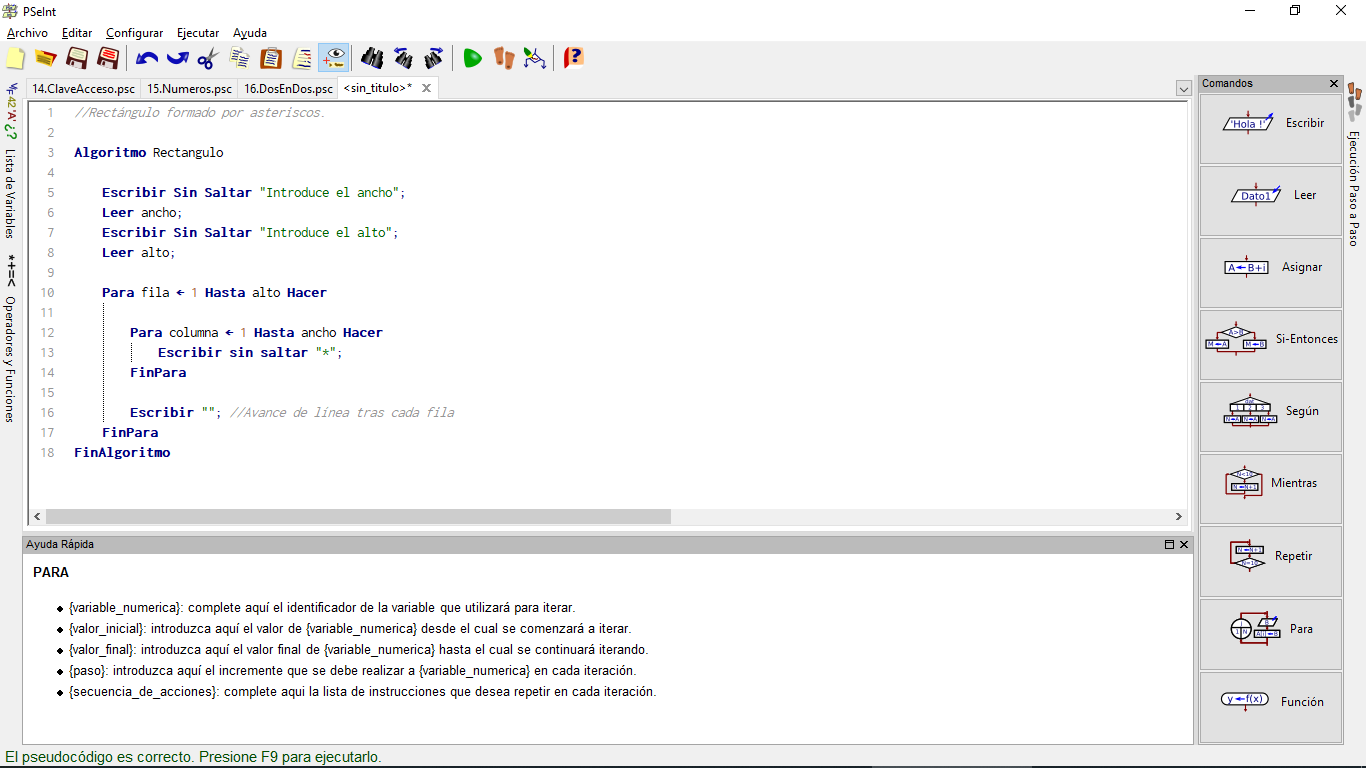 PSeInt
Archivo Editar Configurar Ejecutar Ayuda
14.ClaveAcceso.psc 15.Numeros.psc 16.DosEnDos.psc <sin_titulo>*
1 //Rectángulo formado por asteriscos.
2
3 Algoritmo Rectangulo
4
5 Escribir Sin Saltar "Introduce el ancho";
6 Leer ancho;
7 Escribir Sin Saltar "Introduce el alto";
8 Leer alto;
9
10 Para fila ← 1 Hasta alto Hacer
11
12 Para columna ← 1 Hasta ancho Hacer
13 Escribir sin saltar "*";
14 FinPara
15
16 Escribir ""; //Avance de línea tras cada fila
17 FinPara
18 FinAlgoritmo
42 'A' ¿?
Lista de Variables
*+=<
Operadores y Funciones
Ayuda Rápida
PARA
{variable_numerica}: complete aquí el identificador de la variable que utilizará para iterar.
{valor_inicial}: introduzca aquí el valor de {variable_numerica} desde el cual se comenzará a iterar.
{valor_final}: introduzca aquí el valor final de {variable_numerica} hasta el cual se continuará iterando.
{paso}: introduzca aquí el incremente que se debe realizar a {variable_numerica} en cada iteración.
{secuencia_de_acciones}: complete aqui la lista de instrucciones que desea repetir en cada iteración.
Comandos
'Hola !' Escribir
Dato1 Leer
A←B+i Asignar
A>B M←A M←B Si-Entonces
1 2 3 N←A N←A N←A Según
N<10 N←N+1 Mientras
N←N+1 N=10 Repetir
Para
y←f(x) Función
Ejecución Paso a Paso
El pseudocódigo es correcto. Presione F9 para ejecutarlo.